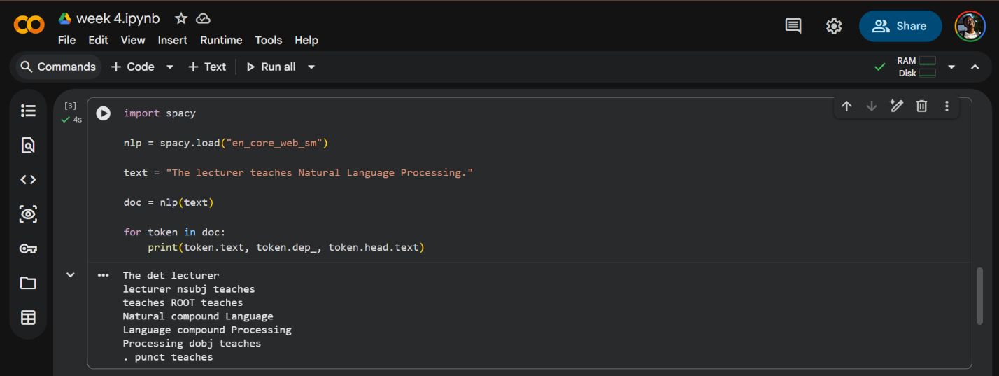 week 4.ipynb
File Edit View Insert Runtime Tools Help
Share
Commands + Code + Text Run all
RAM
Disk
[3]
4s
import spacy
nlp = spacy.load("en_core_web_sm")
text = "The lecturer teaches Natural Language Processing."
doc = nlp(text)
for token in doc:
    print(token.text, token.dep_, token.head.text)
The det lecturer
lecturer nsubj teaches
teaches ROOT teaches
Natural compound Language
Language compound Processing
Processing dobj teaches
. punct teaches